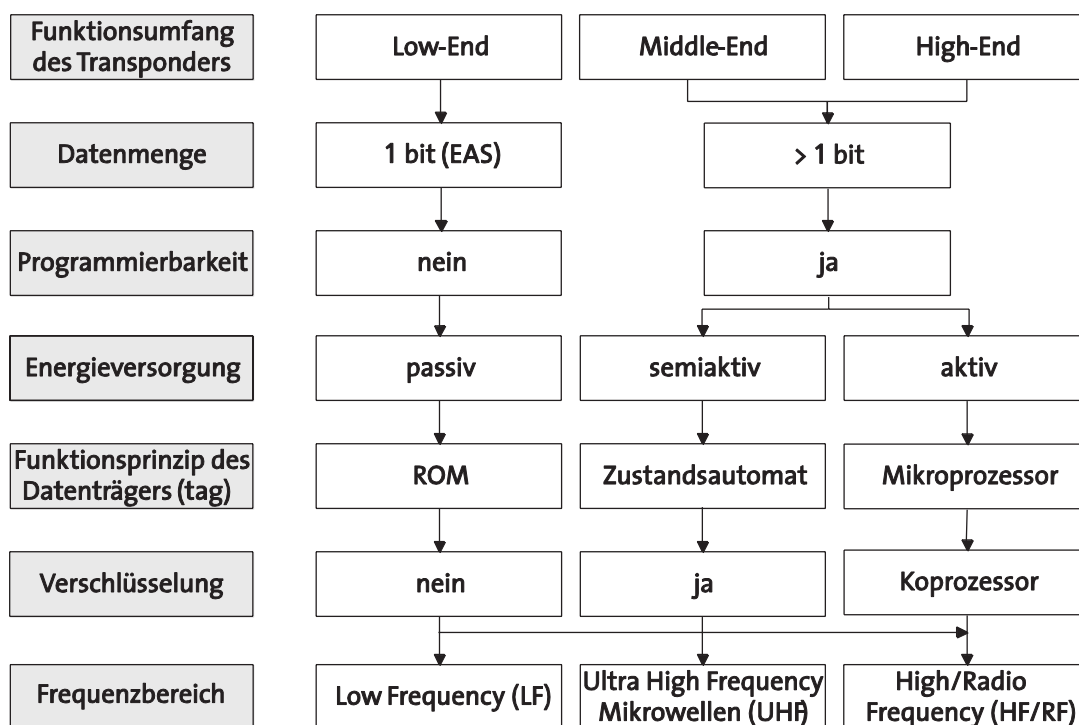 Funktionsumfang
des Transponders
Low-End
Middle-End
High-End
Datenmenge
1 bit (EAS)
> 1 bit
Programmierbarkeit
nein
ja
Energieversorgung
passiv
semiaktiv
aktiv
Funktionsprinzip des
Datenträgers (tag)
ROM
Zustandsautomat
Mikroprozessor
Verschlüsselung
nein
ja
Koprozessor
Frequenzbereich
Low Frequency (LF)
Ultra High Frequency
Mikrowellen (UHF)
High/Radio
Frequency (HF/RF)